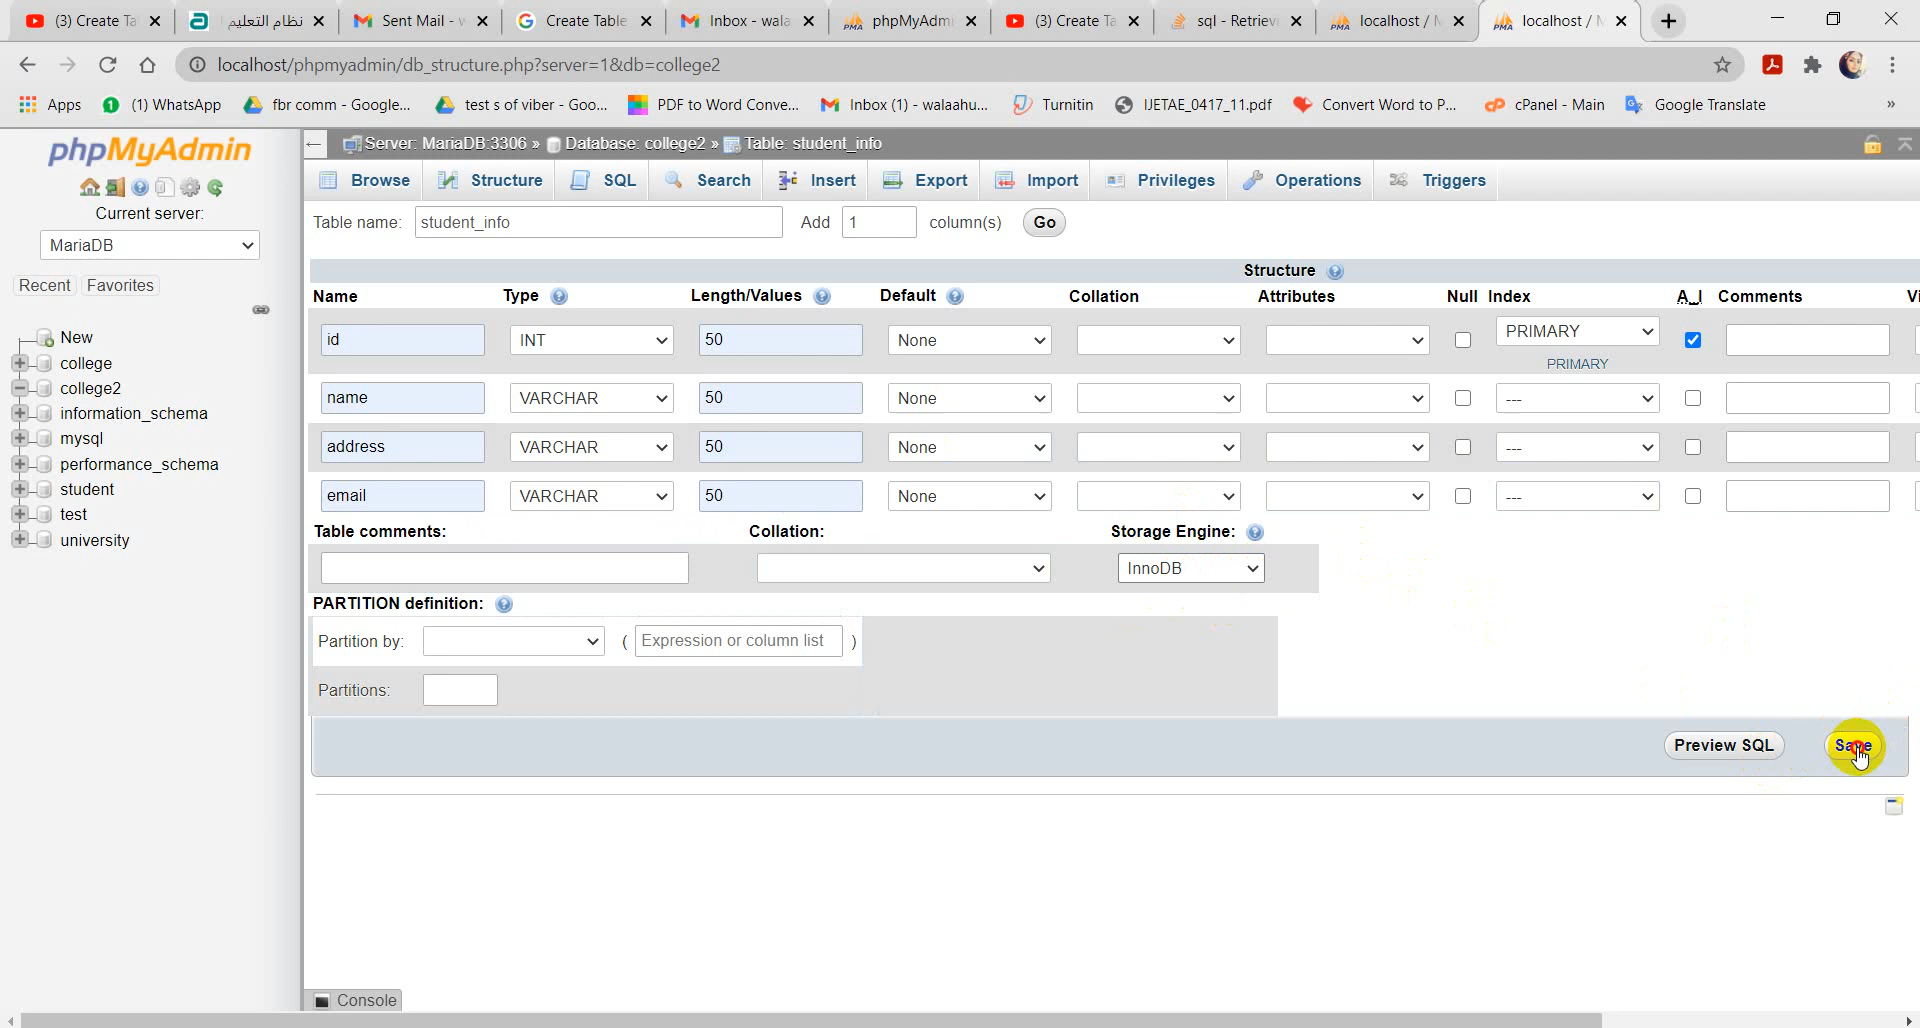 (3) Create Ta
نظام التعليم ا
Sent Mail - w
Create Table
Inbox - wala
phpMyAdmi
(3) Create Ta
sql - Retriev
localhost / M
localhost / M
localhost/phpmyadmin/db_structure.php?server=1&db=college2
Apps
(1) WhatsApp
fbr comm - Google...
test s of viber - Goo...
PDF to Word Conve...
Inbox (1) - walaahu...
Turnitin
IJETAE_0417_11.pdf
Convert Word to P...
cPanel - Main
Google Translate
»
phpMyAdmin
Current server:
MariaDB
Recent Favorites
New
college
college2
information_schema
mysql
performance_schema
student
test
university
Server: MariaDB:3306 » Database: college2 » Table: student_info
Browse Structure SQL Search Insert Export Import Privileges Operations Triggers
Table name: student_info Add 1 column(s) Go
Structure
Name Type Length/Values Default Collation Attributes Null Index A_I Comments Vi
id INT 50 None PRIMARY
PRIMARY
name VARCHAR 50 None ---
address VARCHAR 50 None ---
email VARCHAR 50 None ---
Table comments: Collation: Storage Engine:
InnoDB
PARTITION definition:
Partition by: ( Expression or column list )
Partitions:
Preview SQL Save
Console